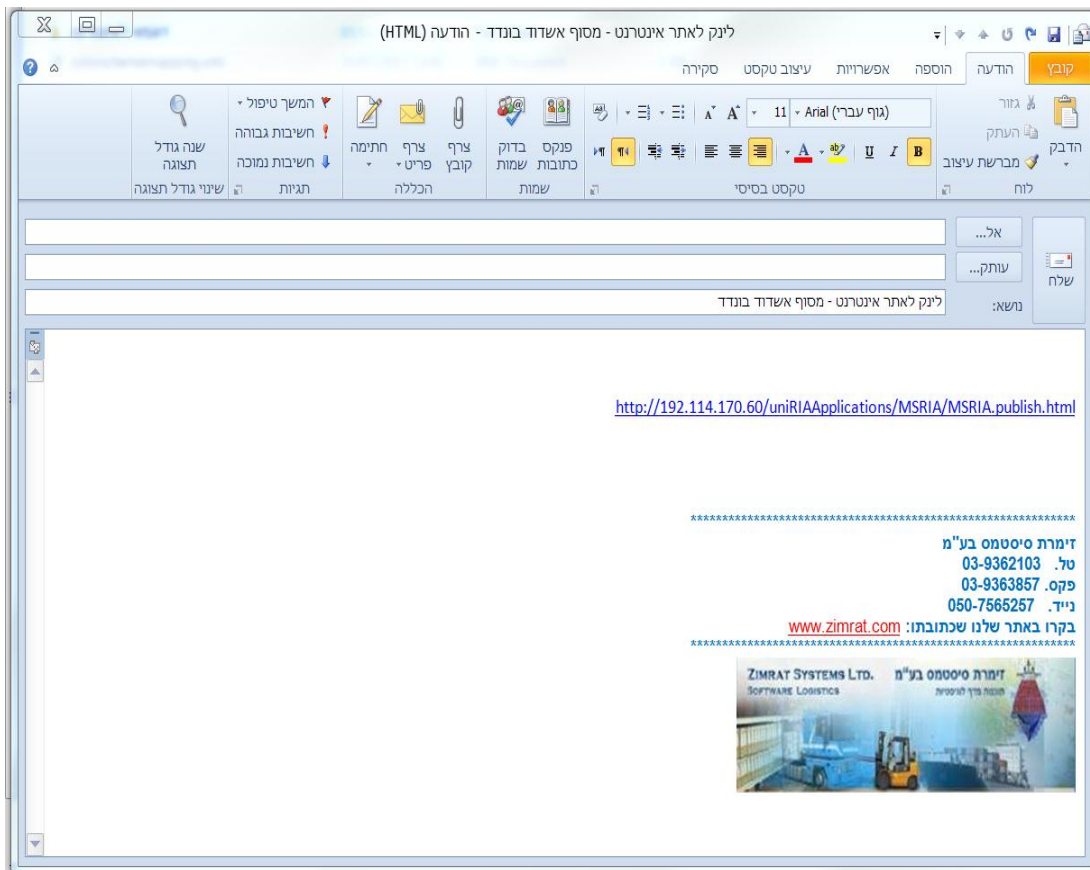 לינק לאתר אינטרנט - מסוף אשדוד בונדד - הודעה (HTML)
קובץ הודעה הוספה אפשרויות עיצוב טקסט סקירה
הדבק
גזור
העתק
מברשת עיצוב
לוח
Arial (גוף עברי) 11
B I U
טקסט בסיסי
פנקס כתובות
בדוק שמות
שמות
צרף קובץ
צרף פריט
חתימה
הכללה
המשך טיפול
חשיבות גבוהה
חשיבות נמוכה
תגיות
שנה גודל תצוגה
שינוי גודל תצוגה
שלח
אל...
עותק...
נושא: לינק לאתר אינטרנט - מסוף אשדוד בונדד
http://192.114.170.60/uniRIAApplications/MSRIA/MSRIA.publish.html
זימרת סיסטמס בע"מ
טל. 03-9362103
פקס. 03-9363857
נייד. 050-7565257
בקרו באתר שלנו שכתובתו: www.zimrat.com
זימרת סיסטמס בע"מ ZIMRAT SYSTEMS LTD.
SOFTWARE LOGISTICS